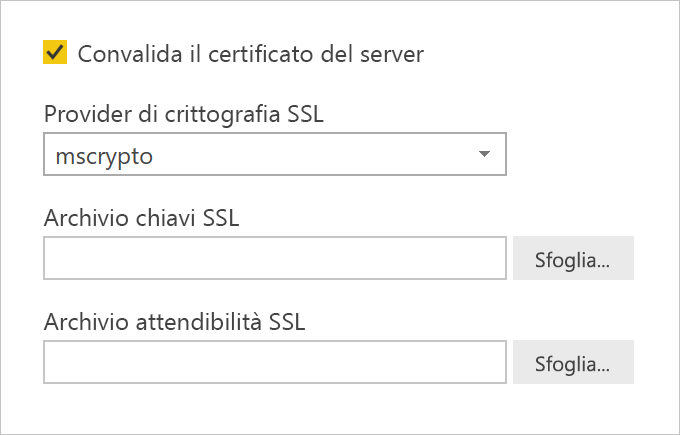 Convalida il certificato del server
Provider di crittografia SSL
mscrypto
Archivio chiavi SSL
Sfoglia...
Archivio attendibilità SSL
Sfoglia...